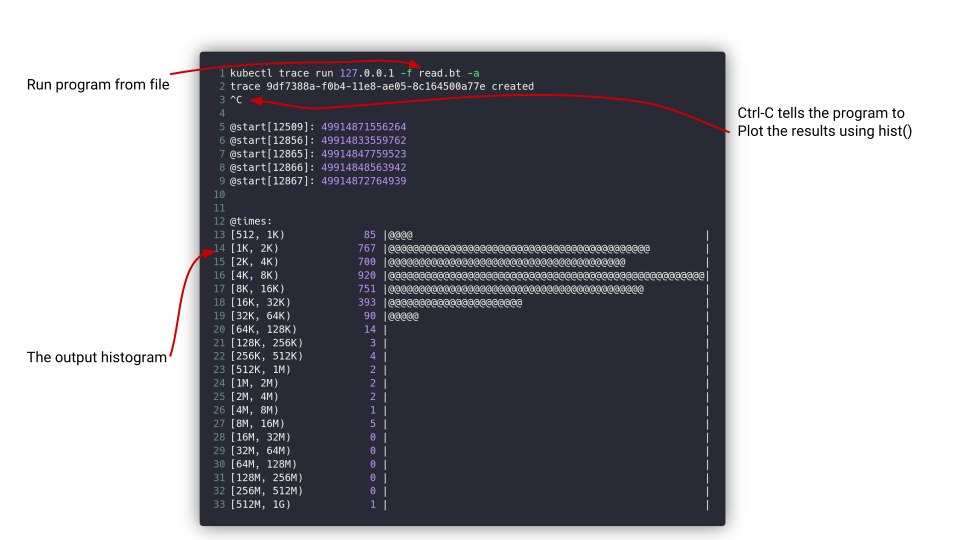 Run program from file
1 kubectl trace run 127.0.0.1 -f read.bt -a
2 trace 9df7388a-f0b4-11e8-ae05-8c164500a77e created
3 ^C
4
5 @start[12509]: 49914871556264
6 @start[12856]: 49914833559762
7 @start[12865]: 49914847759523
8 @start[12866]: 49914848563942
9 @start[12867]: 49914872764939
10
11
12 @times:
13 [512, 1K) 85 |@@@@ |
14 [1K, 2K) 767 |@@@@@@@@@@@@@@@@@@@@@@@@@@@@@@@@@@@@@@@@@@@ |
15 [2K, 4K) 700 |@@@@@@@@@@@@@@@@@@@@@@@@@@@@@@@@@@@@@@@ |
16 [4K, 8K) 920 |@@@@@@@@@@@@@@@@@@@@@@@@@@@@@@@@@@@@@@@@@@@@@@@@@@@@|
17 [8K, 16K) 751 |@@@@@@@@@@@@@@@@@@@@@@@@@@@@@@@@@@@@@@@@@@ |
18 [16K, 32K) 393 |@@@@@@@@@@@@@@@@@@@@@@ |
19 [32K, 64K) 90 |@@@@@ |
20 [64K, 128K) 14 | |
21 [128K, 256K) 3 | |
22 [256K, 512K) 4 | |
23 [512K, 1M) 2 | |
24 [1M, 2M) 2 | |
25 [2M, 4M) 2 | |
26 [4M, 8M) 1 | |
27 [8M, 16M) 5 | |
28 [16M, 32M) 0 | |
29 [32M, 64M) 0 | |
30 [64M, 128M) 0 | |
31 [128M, 256M) 0 | |
32 [256M, 512M) 0 | |
33 [512M, 1G) 1 | |
Ctrl-C tells the program to
Plot the results using hist()
The output histogram